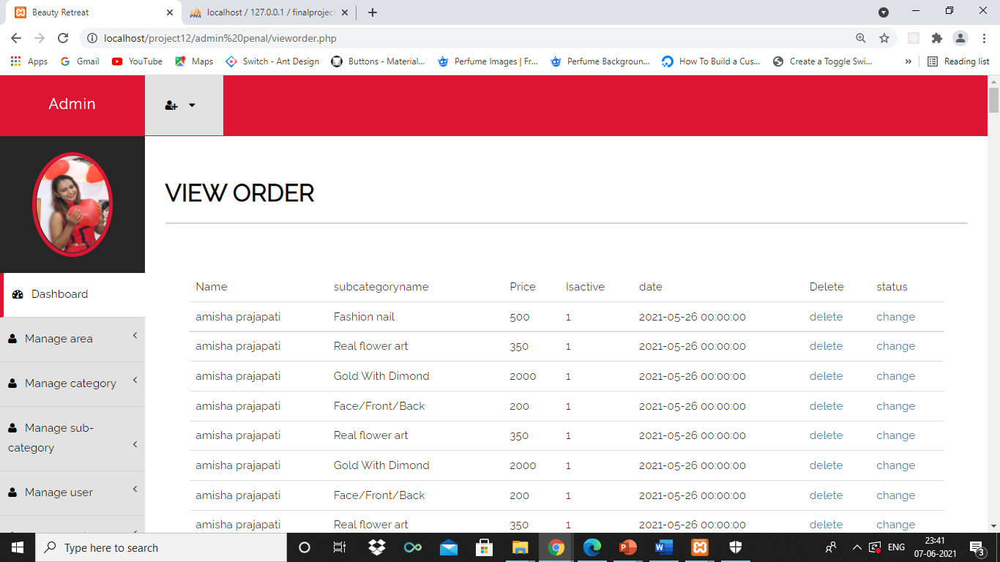 Beauty Retreat
localhost / 127.0.0.1 / finalproject
localhost/project12/admin%20penal/vieworder.php
Apps Gmail YouTube Maps Switch - Ant Design Buttons - Material... Perfume Images | Fr... Perfume Backgroun... How To Build a Cus... Create a Toggle Swi... » Reading list
Admin
VIEW ORDER
Name subcategoryname Price Isactive date Delete status
amisha prajapati Fashion nail 500 1 2021-05-26 00:00:00 delete change
amisha prajapati Real flower art 350 1 2021-05-26 00:00:00 delete change
amisha prajapati Gold With Dimond 2000 1 2021-05-26 00:00:00 delete change
amisha prajapati Face/Front/Back 200 1 2021-05-26 00:00:00 delete change
amisha prajapati Real flower art 350 1 2021-05-26 00:00:00 delete change
amisha prajapati Gold With Dimond 2000 1 2021-05-26 00:00:00 delete change
amisha prajapati Face/Front/Back 200 1 2021-05-26 00:00:00 delete change
amisha prajapati Real flower art 350 1 2021-05-26 00:00:00 delete change
Dashboard
Manage area
Manage category
Manage sub-
category
Manage user
Type here to search
ENG
23:41
07-06-2021
3